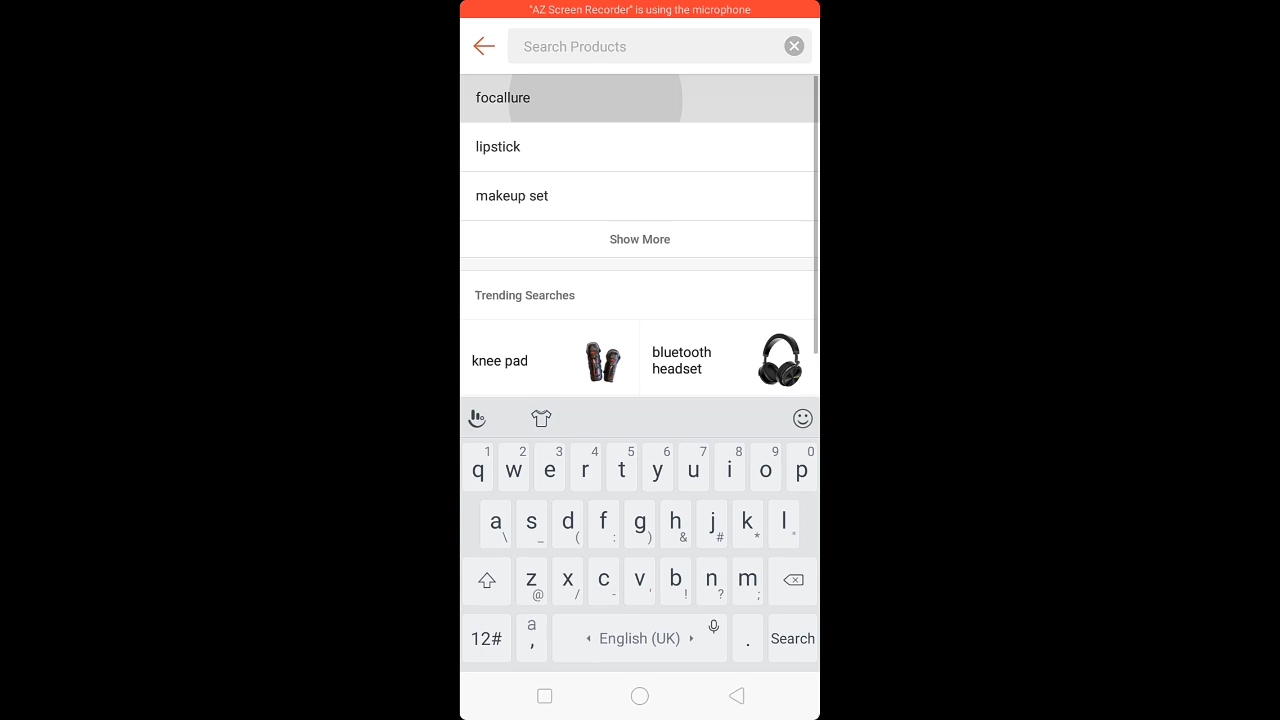 "AZ Screen Recorder" is using the microphone
Search Products
focallure
lipstick
makeup set
Show More
Trending Searches
knee pad
bluetooth
headset
1 2 3 4 5 6 7 8 9 0
q w e r t y u i o p
a s d f g h j k l
\ _ ( : ) & # * "
z x c v b n m
@ / - ' ! ? ;
12# a , English (UK) . Search